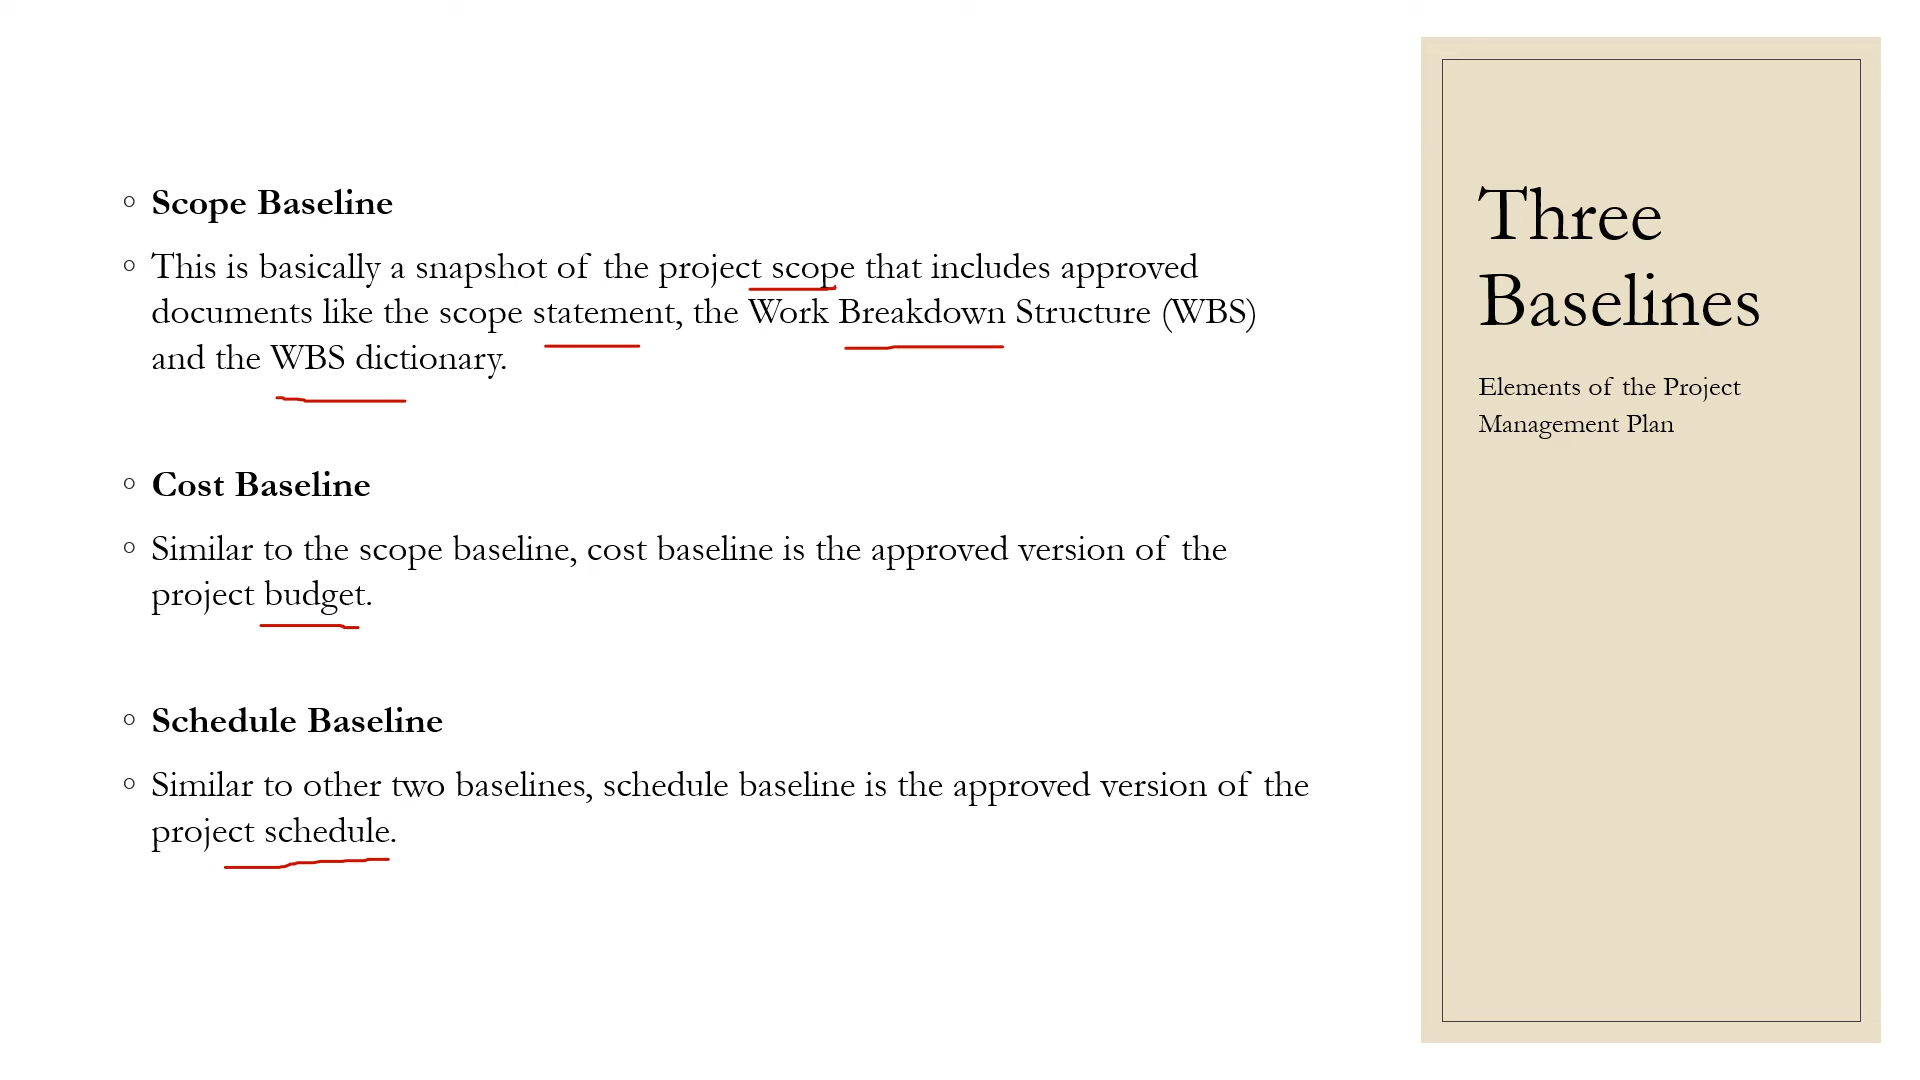 Scope Baseline
This is basically a snapshot of the project scope that includes approved
documents like the scope statement, the Work Breakdown Structure (WBS)
and the WBS dictionary.
Cost Baseline
Similar to the scope baseline, cost baseline is the approved version of the
project budget.
Schedule Baseline
Similar to other two baselines, schedule baseline is the approved version of the
project schedule.
Three
Baselines
Elements of the Project
Management Plan